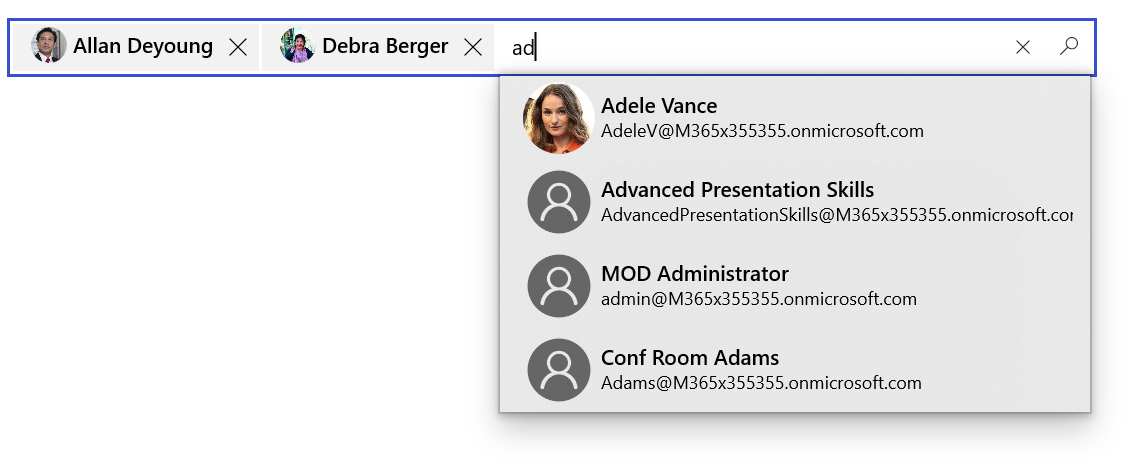 Allan Deyoung Debra Berger ad
Adele Vance
AdeleV@M365x355355.onmicrosoft.com
Advanced Presentation Skills
AdvancedPresentationSkills@M365x355355.onmicrosoft.cor
MOD Administrator
admin@M365x355355.onmicrosoft.com
Conf Room Adams
Adams@M365x355355.onmicrosoft.com